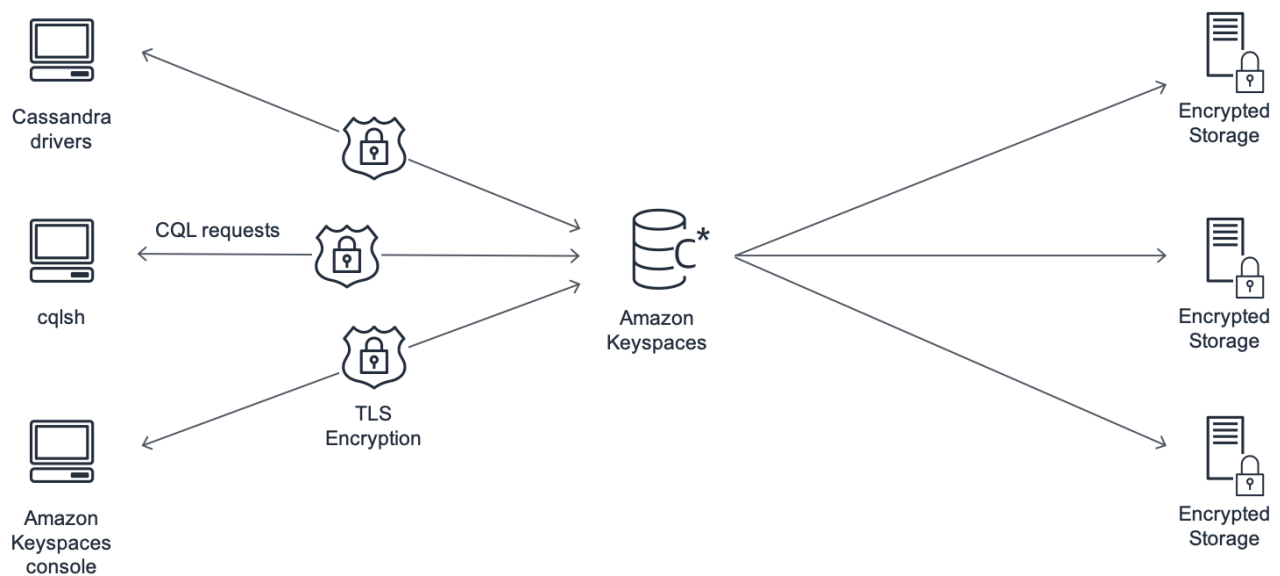 Cassandra
drivers
CQL requests
cqlsh
TLS
Encryption
Amazon
Keyspaces
console
C*
Amazon
Keyspaces
Encrypted
Storage
Encrypted
Storage
Encrypted
Storage